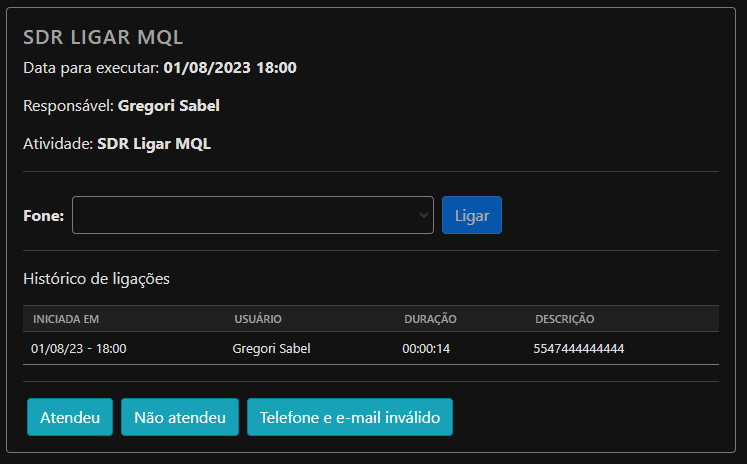 SDR LIGAR MQL
Data para executar: 01/08/2023 18:00
Responsável: Gregori Sabel
Atividade: SDR Ligar MQL
Fone: Ligar
Histórico de ligações
INICIADA EM USUÁRIO DURAÇÃO DESCRIÇÃO
01/08/23 - 18:00 Gregori Sabel 00:00:14 5547444444444
Atendeu Não atendeu Telefone e e-mail inválido